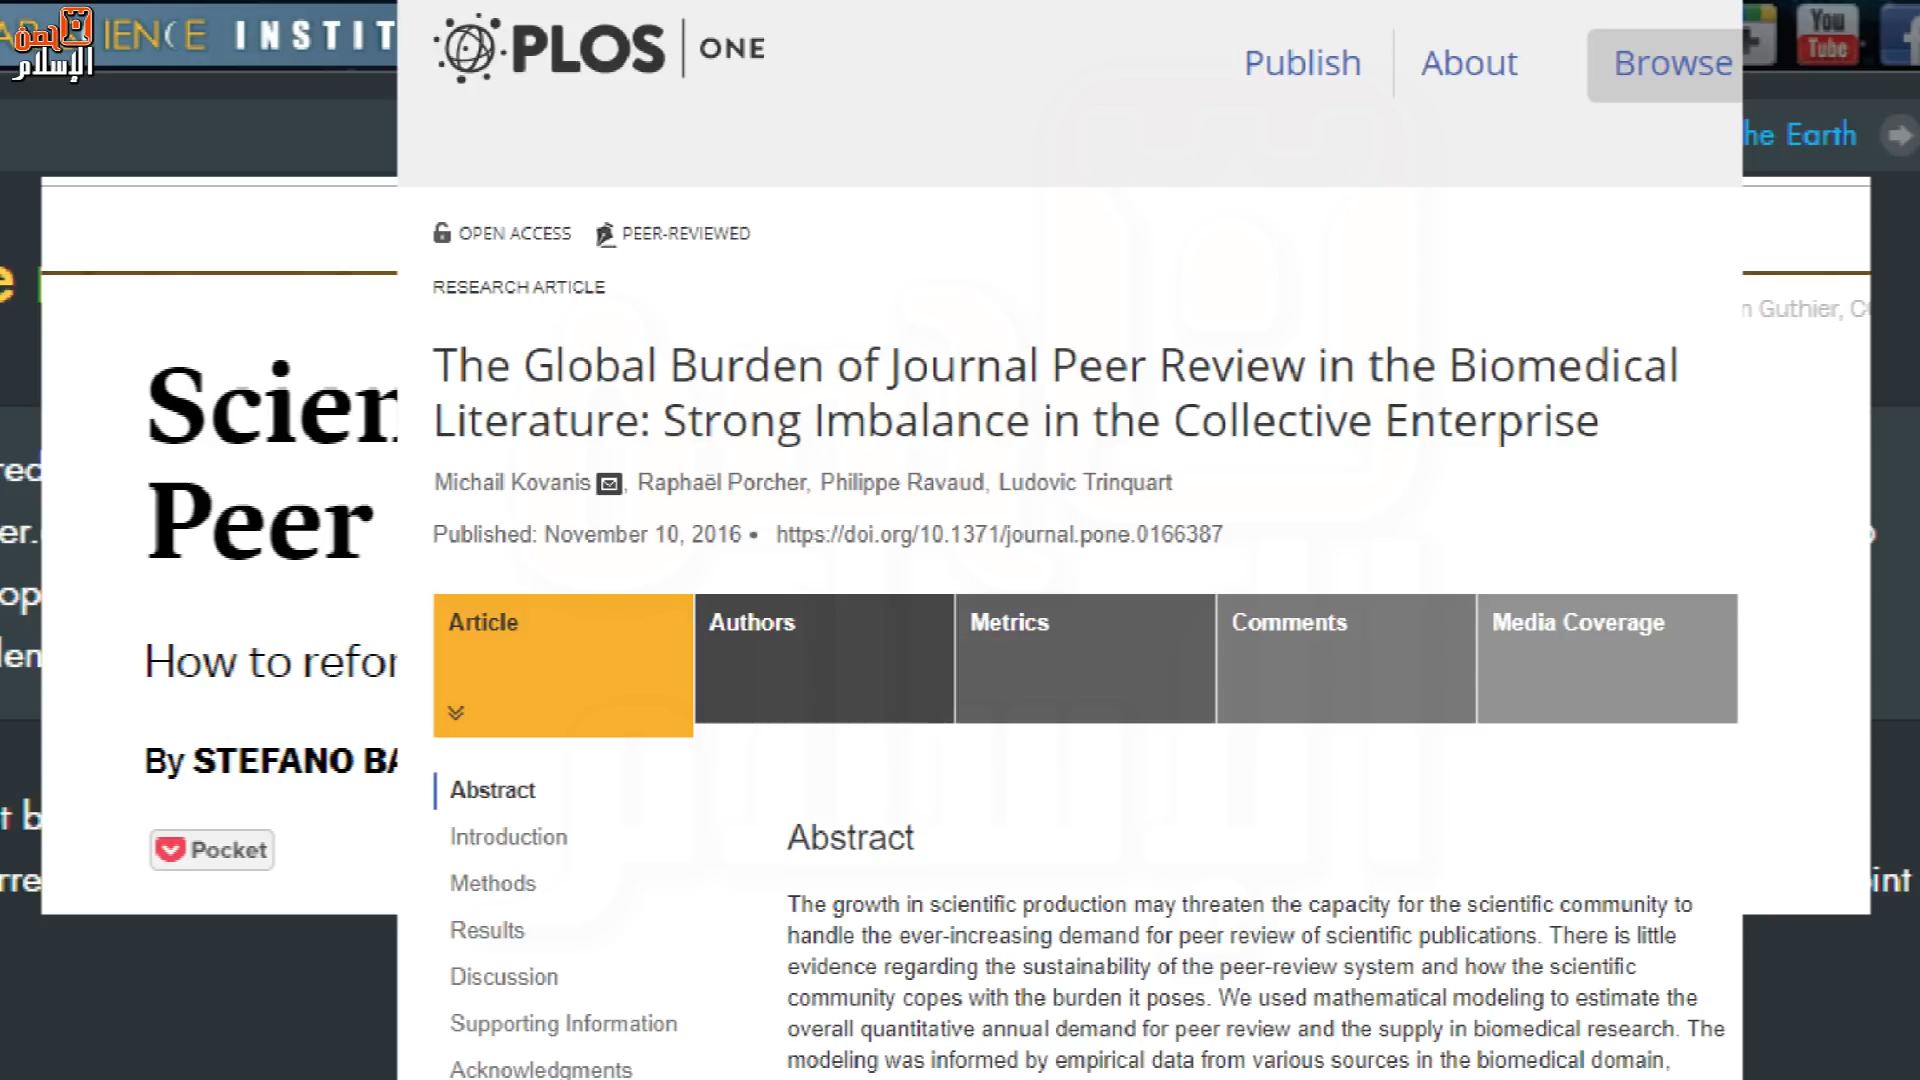 حصن
الإسلام
IENCE INSTIT
You
Tube
PLOS ONE
Publish
About
Browse
he Earth
OPEN ACCESS PEER-REVIEWED
RESEARCH ARTICLE
n Guthier, C
The Global Burden of Journal Peer Review in the Biomedical
Literature: Strong Imbalance in the Collective Enterprise
Michail Kovanis, Raphaël Porcher, Philippe Ravaud, Ludovic Trinquart
Published: November 10, 2016 • https://doi.org/10.1371/journal.pone.0166387
Scien
Peer
How to refor
By STEFANO BA
Pocket
Article
Authors
Metrics
Comments
Media Coverage
Abstract
Introduction
Methods
Results
Discussion
Supporting Information
Acknowledgments
Abstract
The growth in scientific production may threaten the capacity for the scientific community to
handle the ever-increasing demand for peer review of scientific publications. There is little
evidence regarding the sustainability of the peer-review system and how the scientific
community copes with the burden it poses. We used mathematical modeling to estimate the
overall quantitative annual demand for peer review and the supply in biomedical research. The
modeling was informed by empirical data from various sources in the biomedical domain,